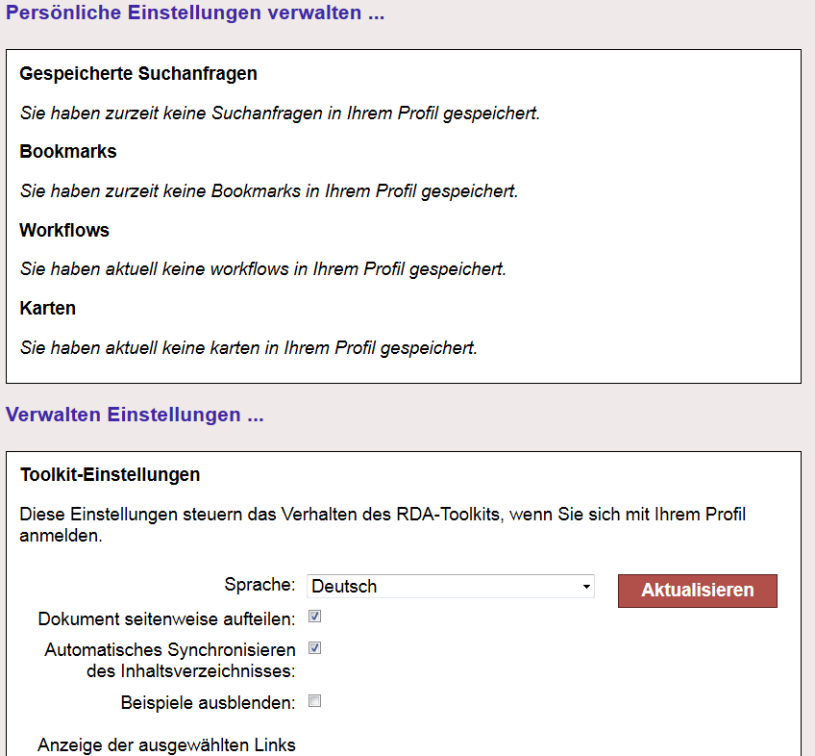 Persönliche Einstellungen verwalten ...
Gespeicherte Suchanfragen
Sie haben zurzeit keine Suchanfragen in Ihrem Profil gespeichert.
Bookmarks
Sie haben zurzeit keine Bookmarks in Ihrem Profil gespeichert.
Workflows
Sie haben aktuell keine workflows in Ihrem Profil gespeichert.
Karten
Sie haben aktuell keine karten in Ihrem Profil gespeichert.
Verwalten Einstellungen ...
Toolkit-Einstellungen
Diese Einstellungen steuern das Verhalten des RDA-Toolkits, wenn Sie sich mit Ihrem Profil
anmelden.
Sprache: Deutsch Aktualisieren
Dokument seitenweise aufteilen:
Automatisches Synchronisieren
des Inhaltsverzeichnisses:
Beispiele ausblenden:
Anzeige der ausgewählten Links